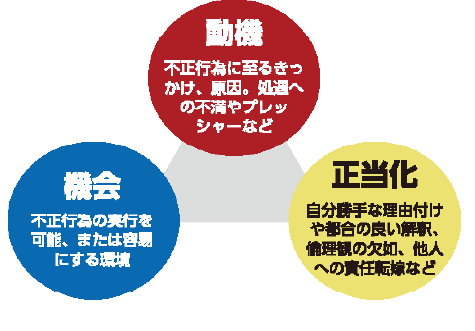 動機
不正行為に至るきっ
かけ、原因。処遇へ
の不満やプレッ
シャーなど
機会
不正行為の実行を
可能、または容易
にする環境
正当化
自分勝手な理由付け
や都合の良い解釈、
倫理観の欠如、他人
への責任転嫁など